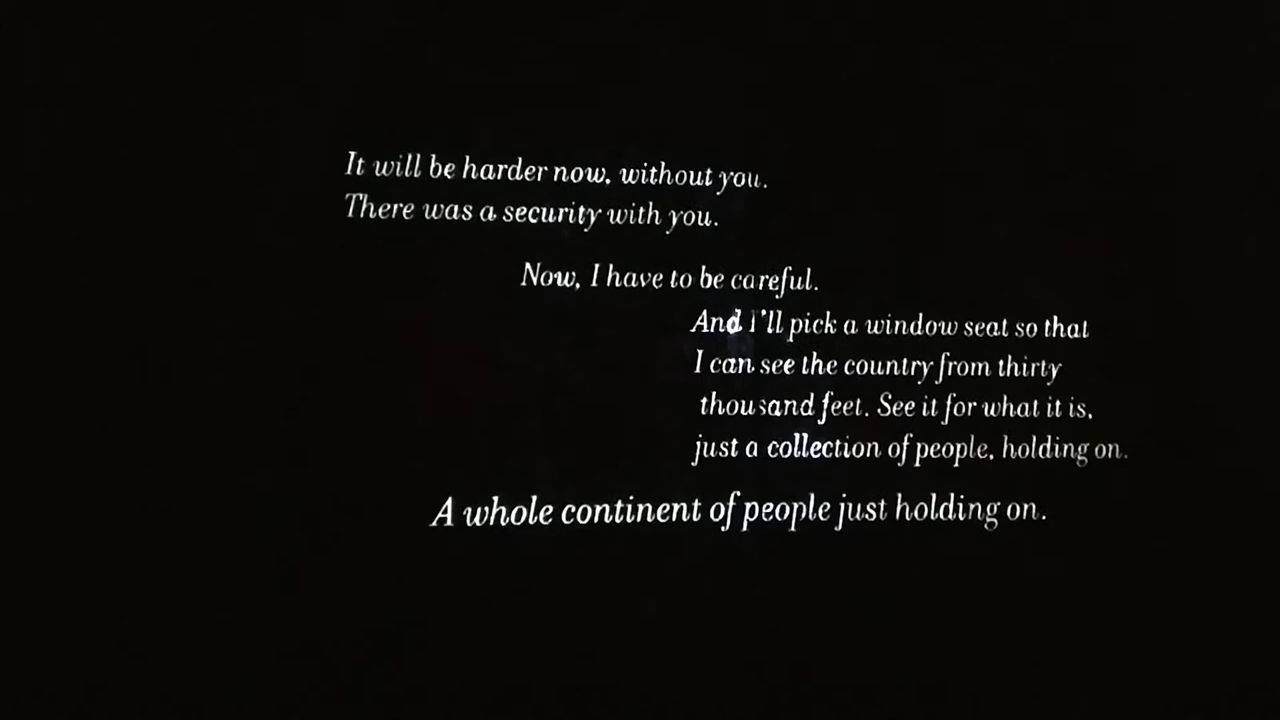 It will be harder now, without you.
There was a security with you.
Now, I have to be careful.
And I'll pick a window seat so that
I can see the country from thirty
thousand feet. See it for what it is,
just a collection of people, holding on.
A whole continent of people just holding on.